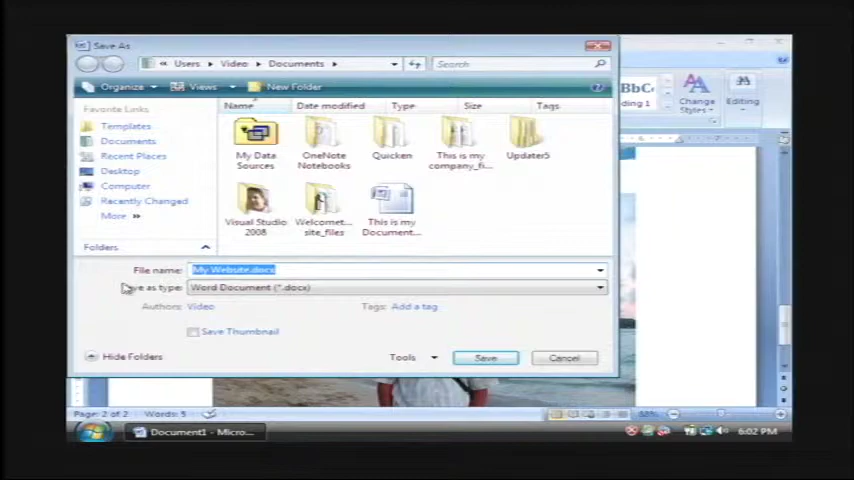 Save As
« Users Video Documents
Search
Organize Views New Folder
Favorite Links
Templates
Documents
Recent Places
Desktop
Computer
Recently Changed
More »
Folders
Name Date modified Type Size Tags
My Data Sources
OneNote Notebooks
Quicken
This is my company_fi...
Updater5
Visual Studio 2008
Welcomet... site_files
This is my Document...
File name: My Website.docx
ve as type: Word Document (*.docx)
Authors: Video Tags: Add a tag
Save Thumbnail
Hide Folders Tools Save Cancel
BbC
ding 1
Change Styles
Editing
Page: 2 of 2 Words: 5
Document1 - Micro...
6:02 PM